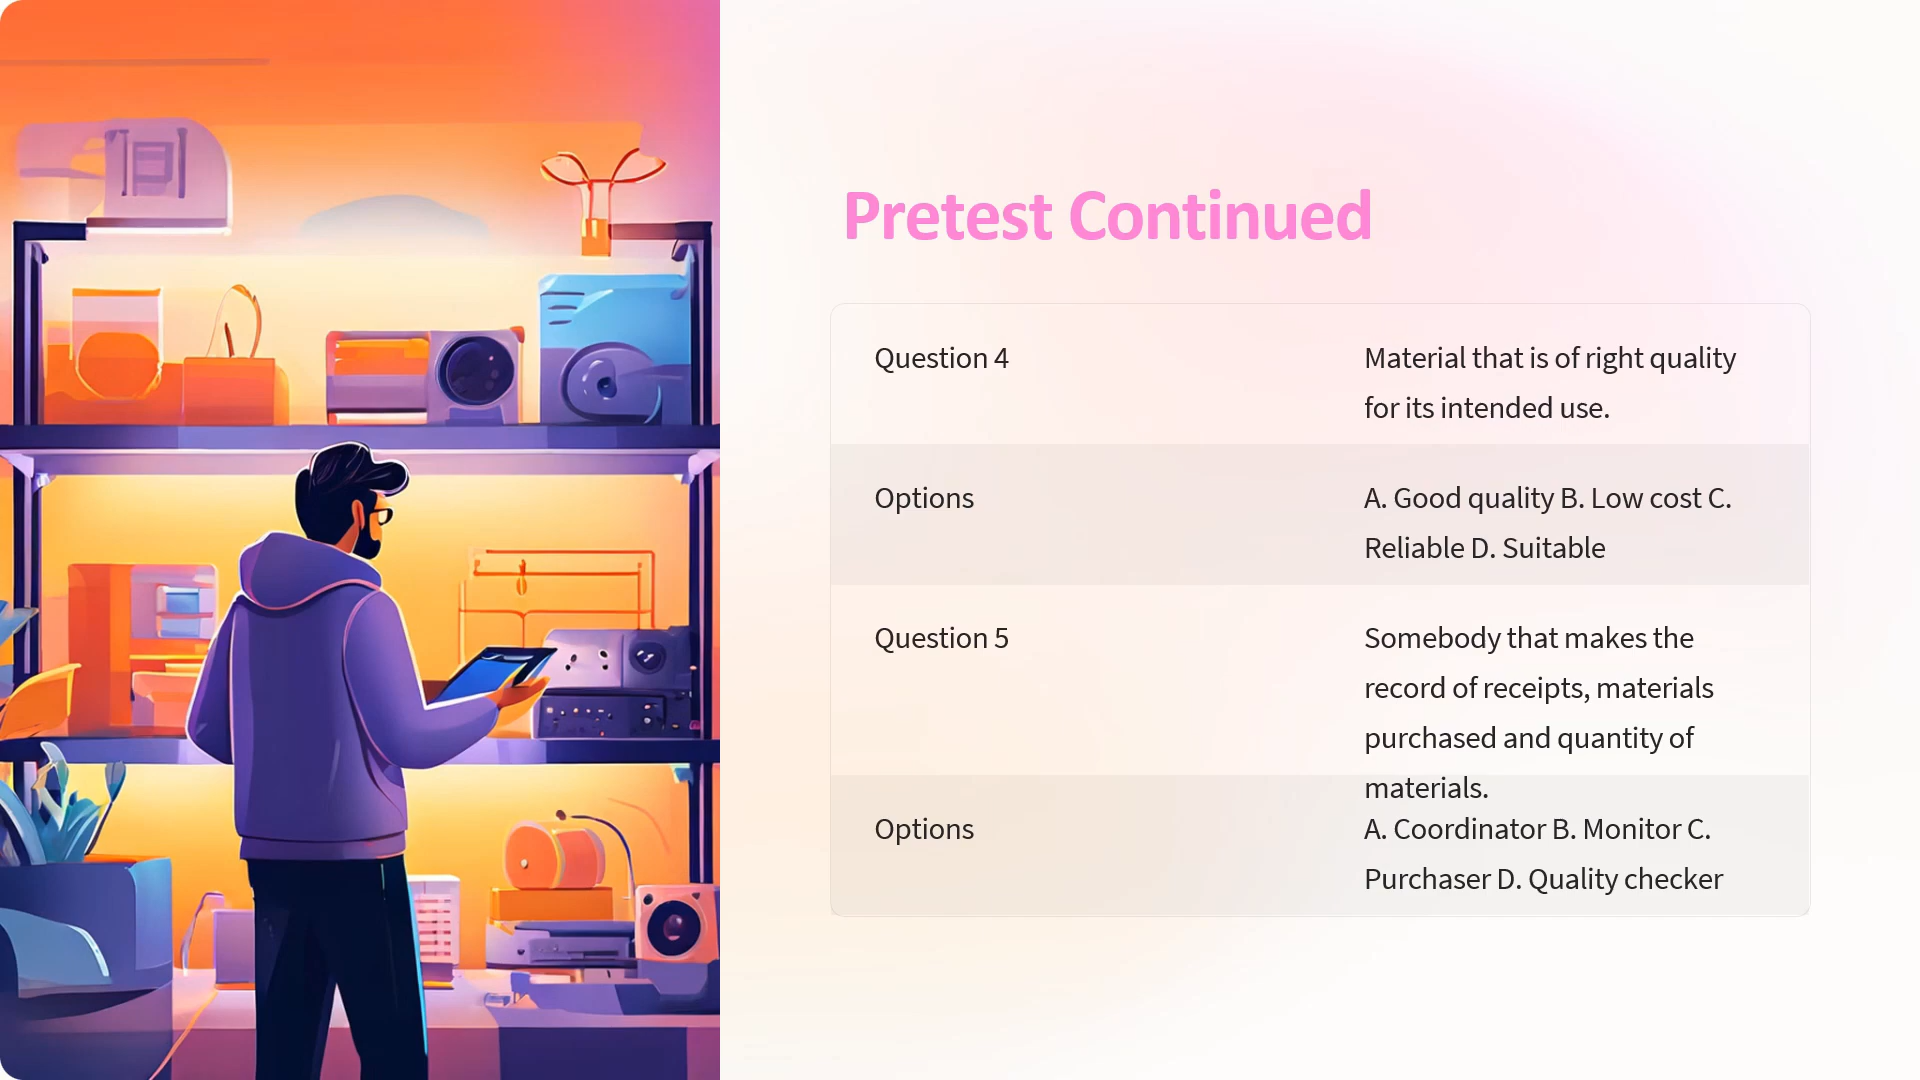 Pretest Continued
Question 4
Material that is of right quality
for its intended use.
Options
A. Good quality B. Low cost C.
Reliable D. Suitable
Question 5
Somebody that makes the
record of receipts, materials
purchased and quantity of
materials.
Options
A. Coordinator B. Monitor C.
Purchaser D. Quality checker